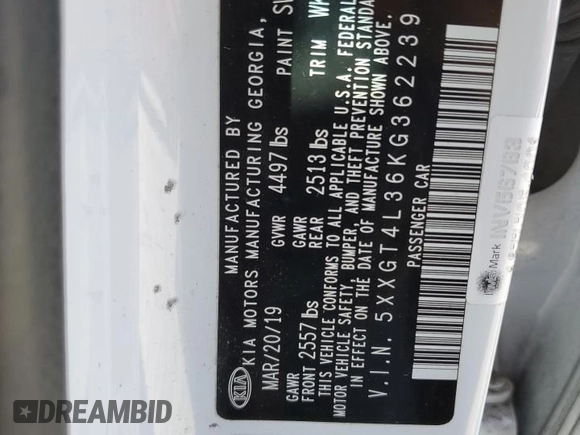 MANUFACTURED BY
KIA KIA MOTORS MANUFACTURING GEORGIA,
MAR/20/19 GVWR 4497 lbs PAINT
GAWR GAWR
FRONT 2557 lbs REAR 2513 lbs TRIM
THIS VEHICLE CONFORMS TO ALL APPLICABLE U.S.A. FEDERAL
MOTOR VEHICLE SAFETY, BUMPER, AND THEFT PREVENTION STANDA
IN EFFECT ON THE DATE OF MANUFACTURE SHOWN ABOVE.
V.I.N. 5XXGT4L36KG362239
PASSENGER CAR
Mark
DREAMBID